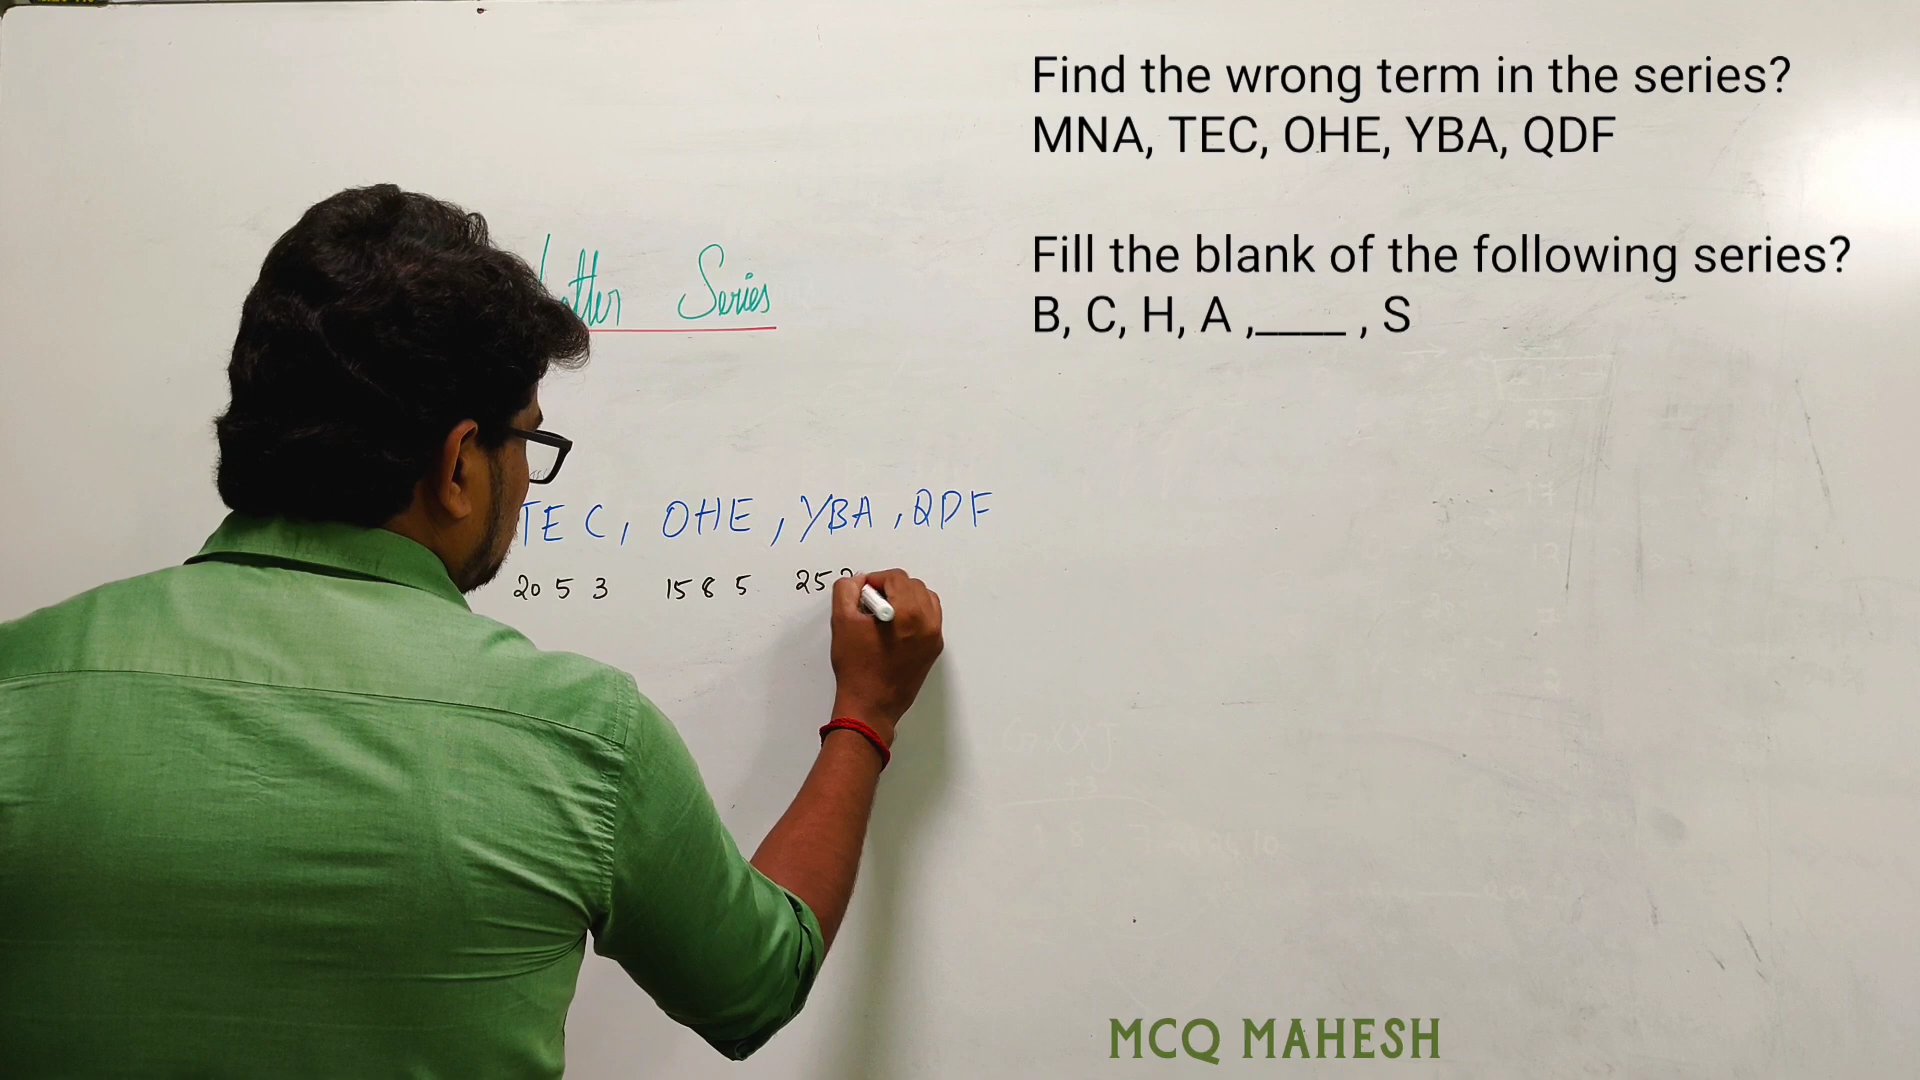 Find the wrong term in the series?
MNA, TEC, OHE, YBA, QDF
Fill the blank of the following series?
B, C, H, A ,____ , S
Series
TEC, OHE, YBA, QDF
20 5 3 15 8 5 25
MCQ MAHESH